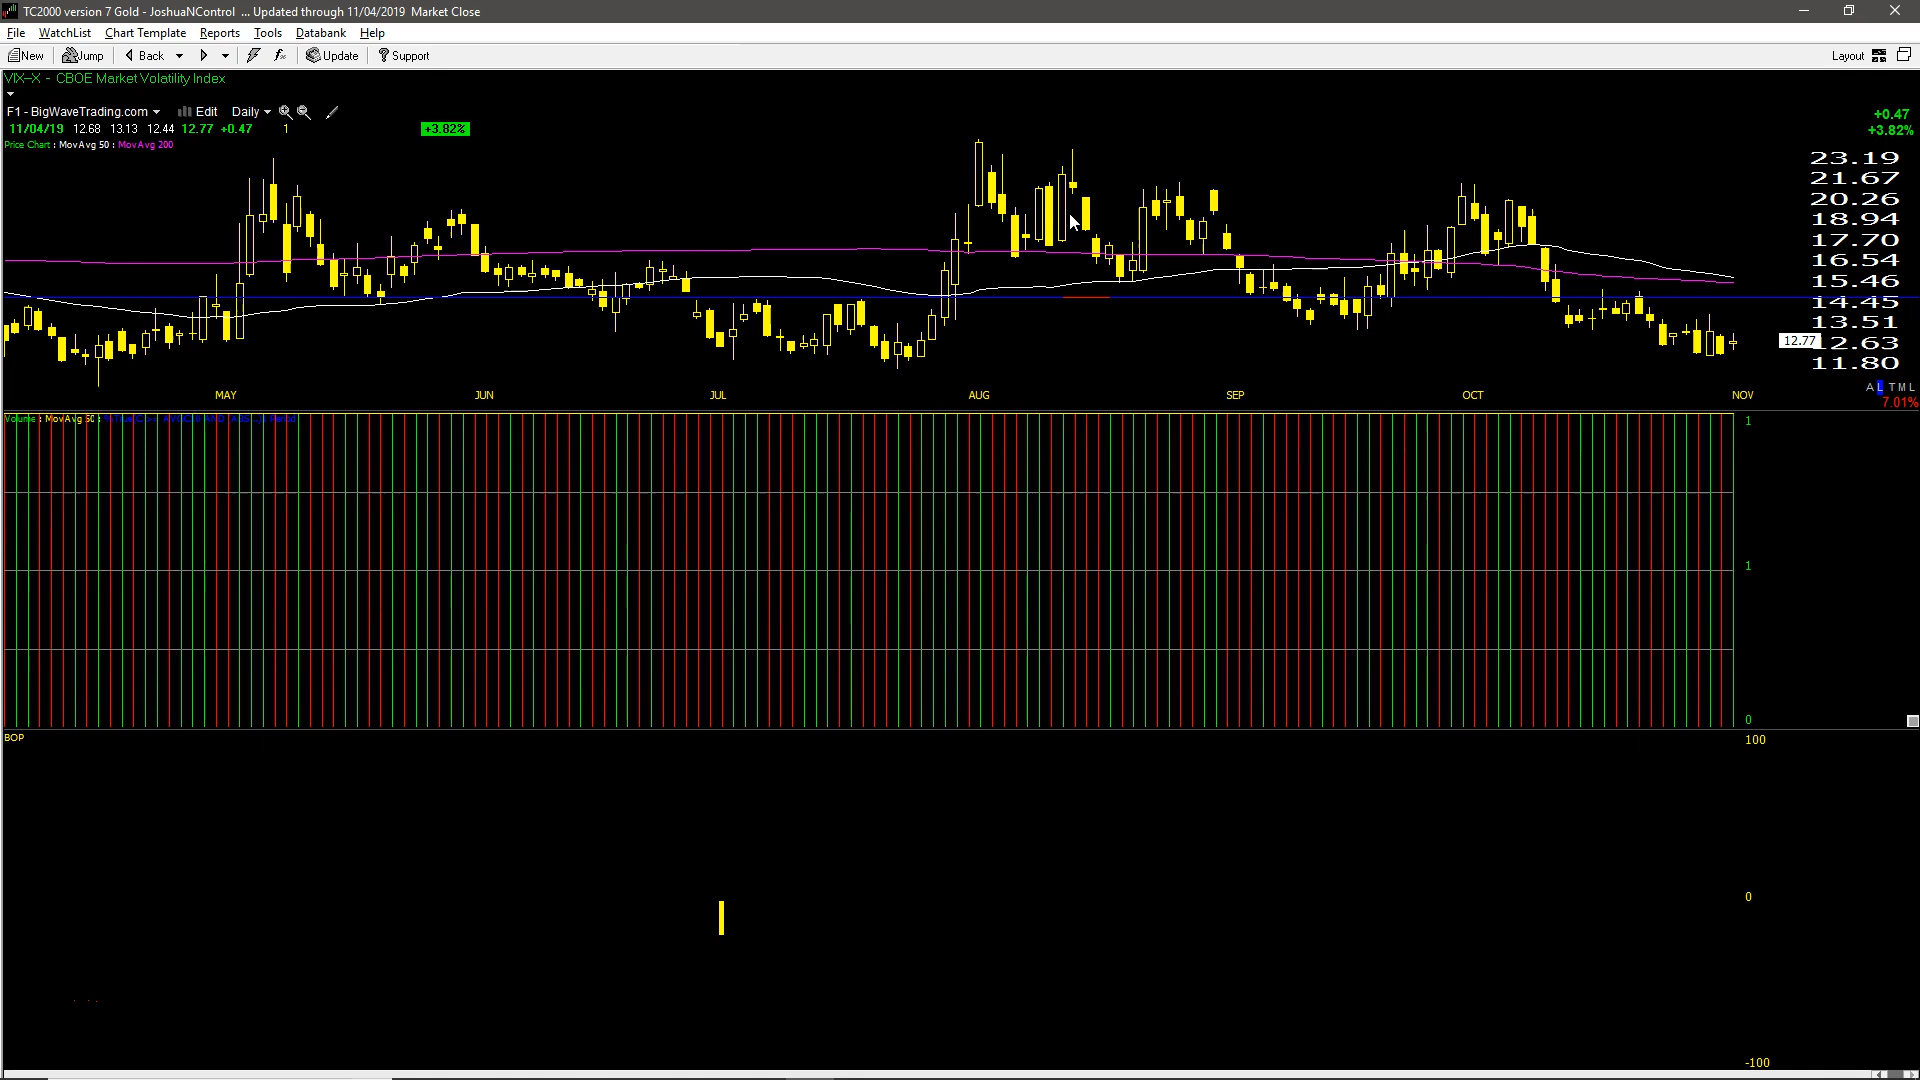 TC2000 version 7 Gold - JoshuaNControl ... Updated through 11/04/2019 Market Close
File WatchList Chart Template Reports Tools Databank Help
New Jump Back Update ? Support Layout
VIX--X - CBOE Market Volatility Index
F1 - BigWaveTrading.com Edit Daily
11/04/19 12.68 13.13 12.44 12.77 +0.47 1 +3.82%
Price Chart : MovAvg 50 : MovAvg 200
+0.47
+3.82%
23.19
21.67
20.26
18.94
17.70
16.54
15.46
14.45
13.51
12.77 12.63
11.80
A L T M L
MAY JUN JUL AUG SEP OCT NOV
7.01%
Volume : MovAvg 50 :
1
1
0
BOP
100
0
-100